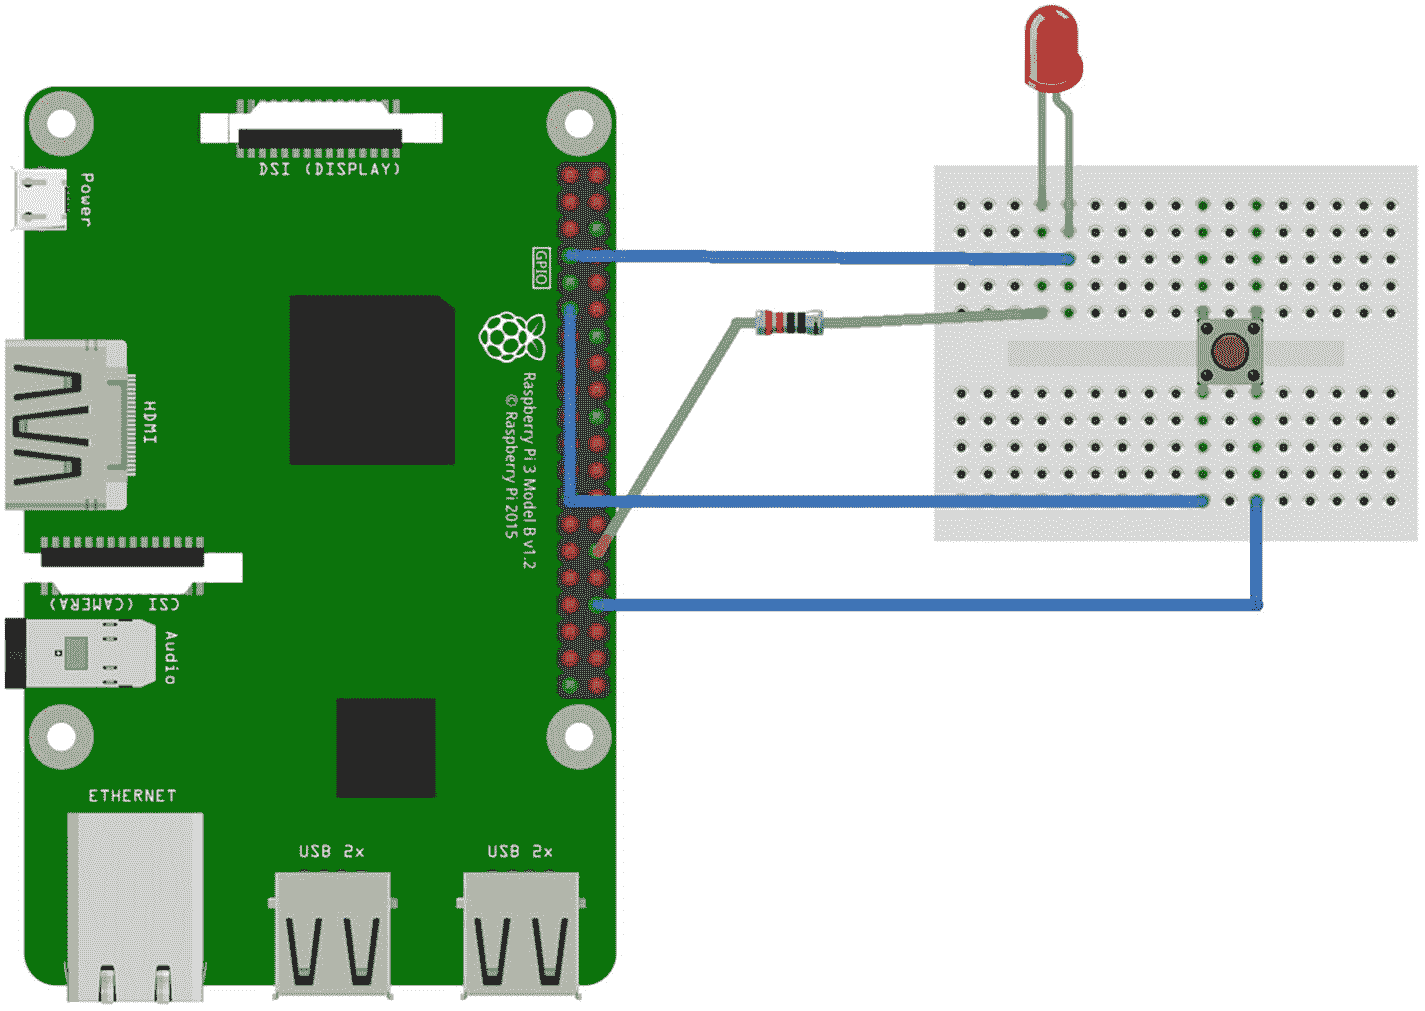 DSI (DISPLAY)
Power
GPIO
HDMI
Raspberry Pi 3 Model B v1.2
© Raspberry Pi 2015
CSI (CAMERA)
Audio
ETHERNET
USB 2x
USB 2x